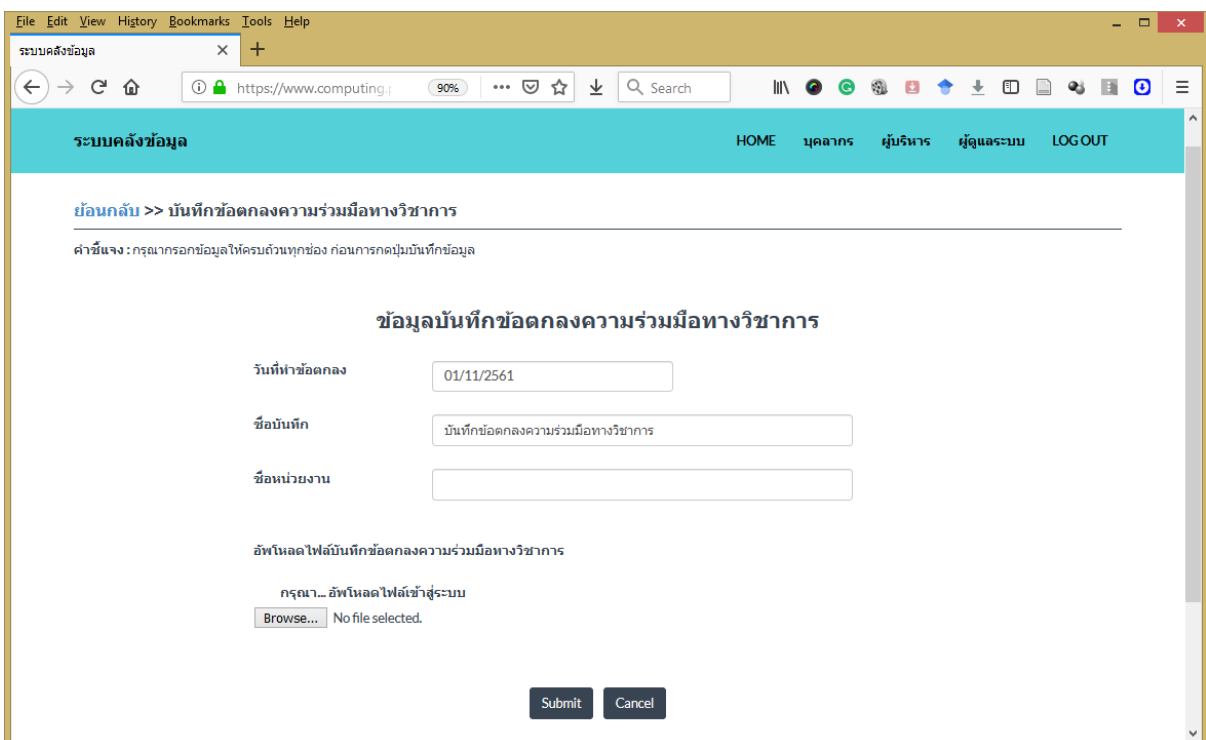 File Edit View History Bookmarks Tools Help
ระบบคลังข้อมูล
https://www.computing.p 90% Search
ระบบคลังข้อมูล HOME บุคลากร ผู้บริหาร ผู้ดูแลระบบ LOG OUT
ย้อนกลับ >> บันทึกข้อตกลงความร่วมมือทางวิชาการ
คำชี้แจง : กรุณากรอกข้อมูลให้ครบถ้วนทุกช่อง ก่อนการกดปุ่มบันทึกข้อมูล
ข้อมูลบันทึกข้อตกลงความร่วมมือทางวิชาการ
วันที่ทำข้อตกลง 01/11/2561
ชื่อบันทึก บันทึกข้อตกลงความร่วมมือทางวิชาการ
ชื่อหน่วยงาน
อัพโหลดไฟล์บันทึกข้อตกลงความร่วมมือทางวิชาการ
กรุณา... อัพโหลดไฟล์เข้าสู่ระบบ
Browse... No file selected.
Submit Cancel